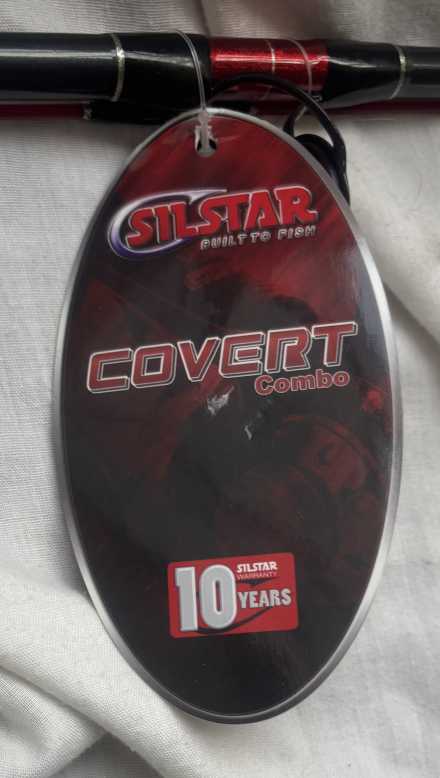 SILSTAR
BUILT TO FISH
COVERT
Combo
SILSTAR
WARRANTY
10 YEARS